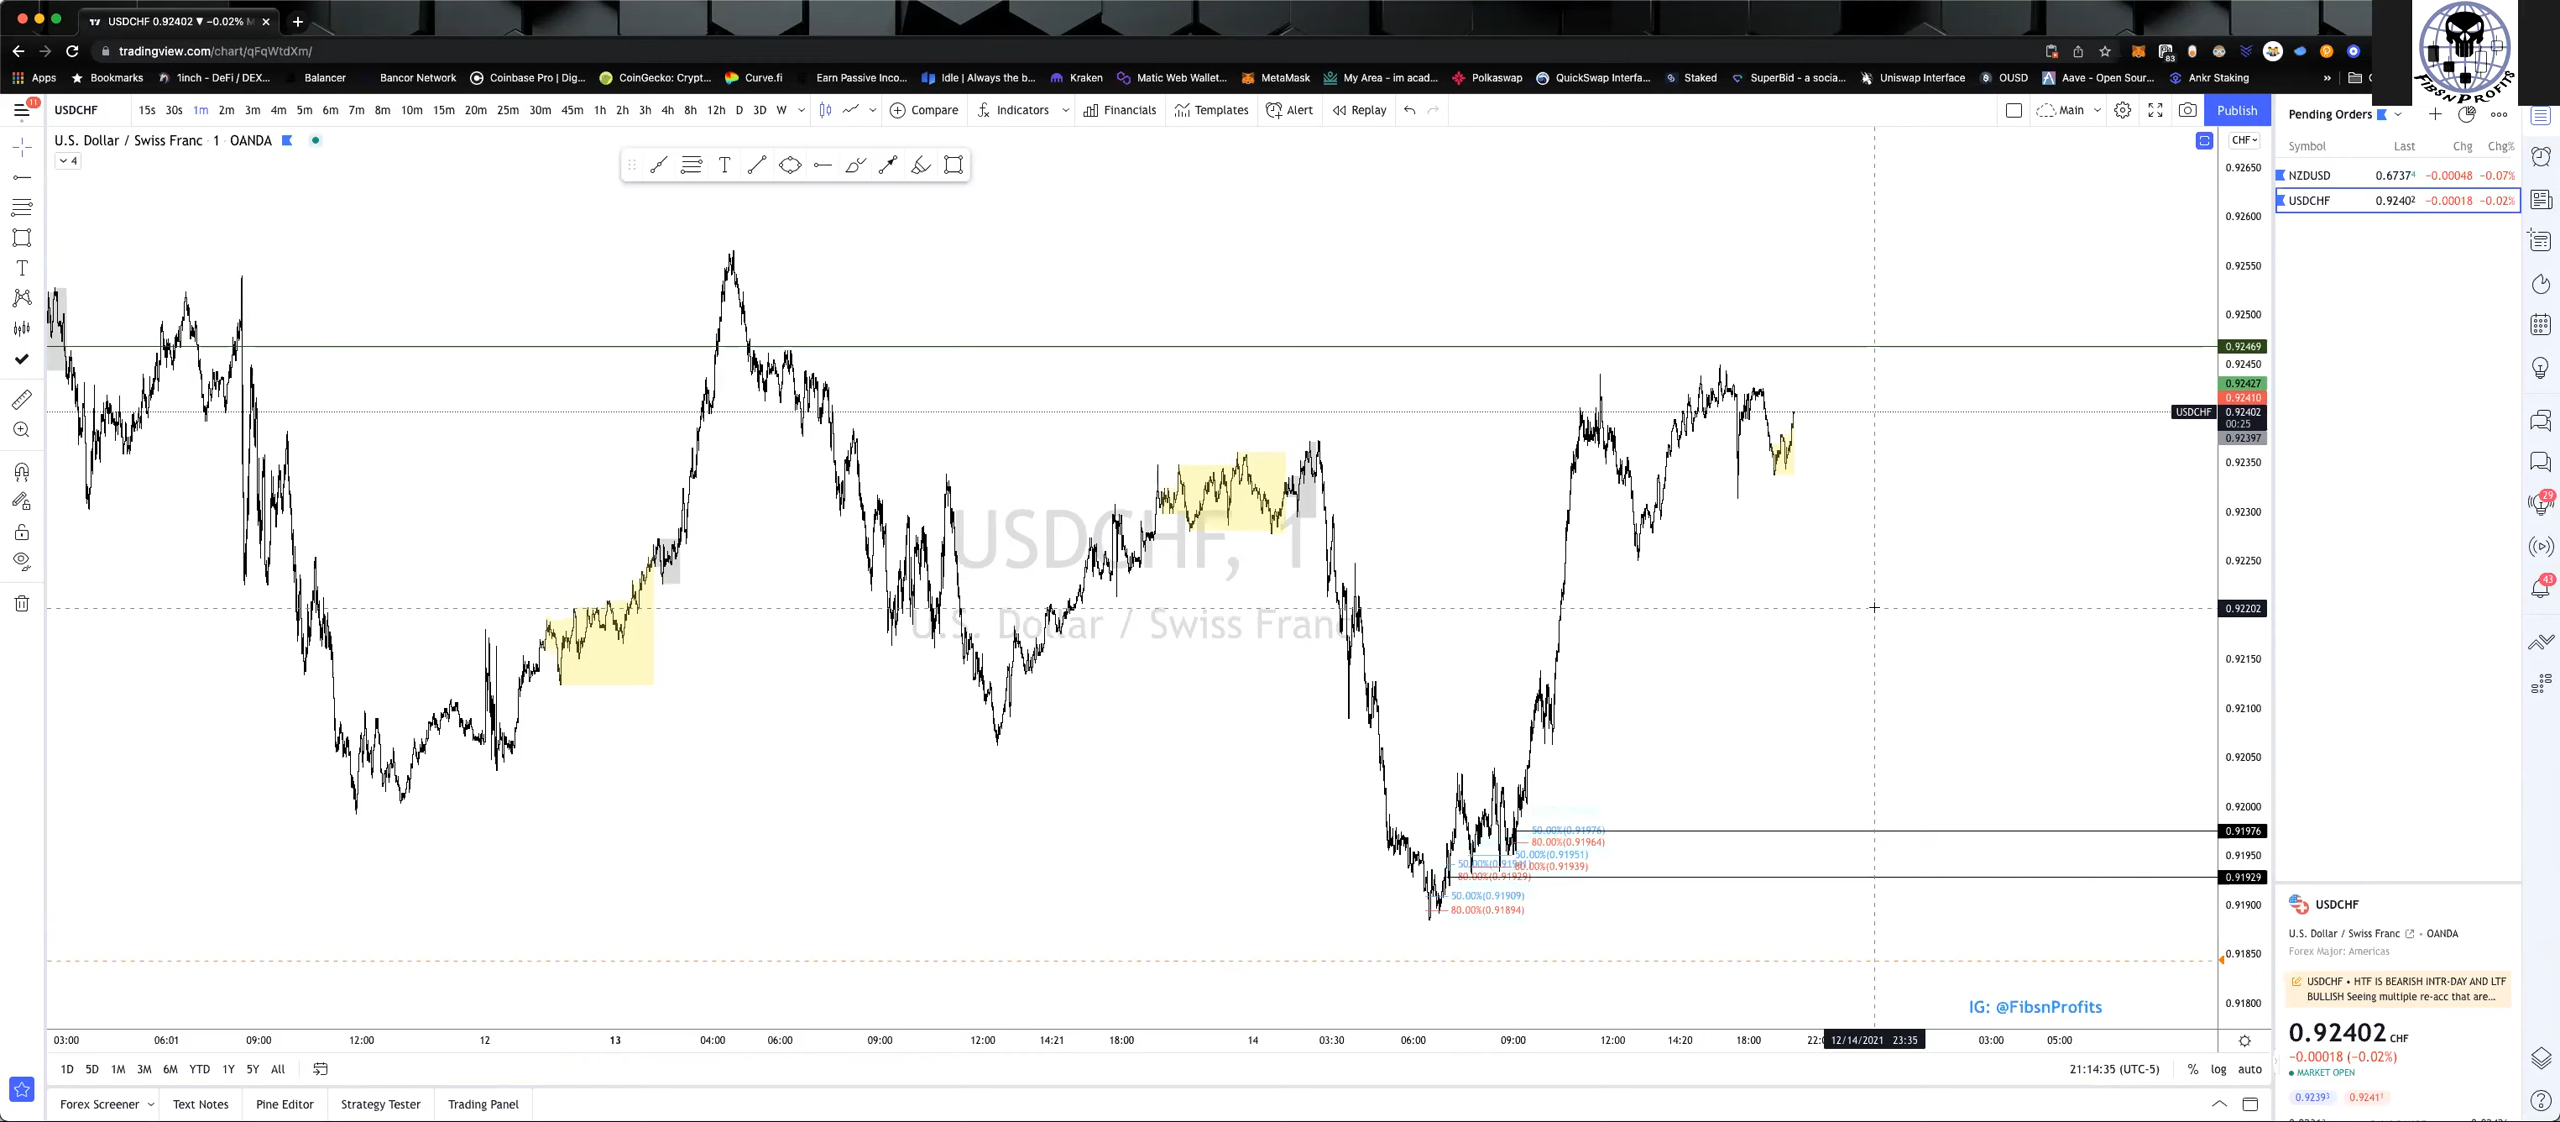 USDCHF 0.92402 ▼ −0.02% M
tradingview.com/chart/qFqWtdXm/
Apps Bookmarks 1inch - DeFi / DEX... Balancer Bancor Network Coinbase Pro | Dig... CoinGecko: Crypt... Curve.fi Earn Passive Inco... Idle | Always the b... Kraken Matic Web Wallet... MetaMask My Area - im acad... Polkaswap QuickSwap Interfa... Staked SuperBid - a socia... Uniswap Interface OUSD Aave - Open Sour... Ankr Staking »
FIBSNPROFITS
11
USDCHF 15s 30s 1m 2m 3m 4m 5m 6m 7m 8m 10m 15m 20m 25m 30m 45m 1h 2h 3h 4h 8h 12h D 3D W Compare Indicators Financials Templates Alert Replay Main Publish
U.S. Dollar / Swiss Franc · 1 · OANDA
4
CHF
Pending Orders
Symbol Last Chg Chg%
NZDUSD 0.67374 −0.00048 −0.07%
USDCHF 0.92402 −0.00018 −0.02%
0.92650
0.92600
0.92550
0.92500
0.92469
0.92450
0.92427
0.92410
USDCHF 0.92402
00:25
0.92397
0.92350
0.92300
0.92250
0.92202
0.92150
0.92100
0.92050
0.92000
0.91976
0.91950
0.91929
0.91900
0.91850
0.91800
USDCHF, 1
U.S. Dollar / Swiss Franc
50.00%(0.91976)
80.00%(0.91964)
50.00%(0.91951)
80.00%(0.91939)
80.00%(0.91929)
50.00%(0.91909)
80.00%(0.91894)
IG: @FibsnProfits
03:00 06:01 09:00 12:00 12 13 04:00 06:00 09:00 12:00 14:21 18:00 14 03:30 06:00 09:00 12:00 14:20 18:00 12/14/2021 23:35 03:00 05:00
1D 5D 1M 3M 6M YTD 1Y 5Y All
21:14:35 (UTC-5) % log auto
Forex Screener Text Notes Pine Editor Strategy Tester Trading Panel
29
43
USDCHF
U.S. Dollar / Swiss Franc • OANDA
Forex Major: Americas
USDCHF • HTF IS BEARISH INTR-DAY AND LTF
BULLISH Seeing multiple re-acc that are...
0.92402 CHF
−0.00018 (−0.02%)
MARKET OPEN
0.92393 0.92411